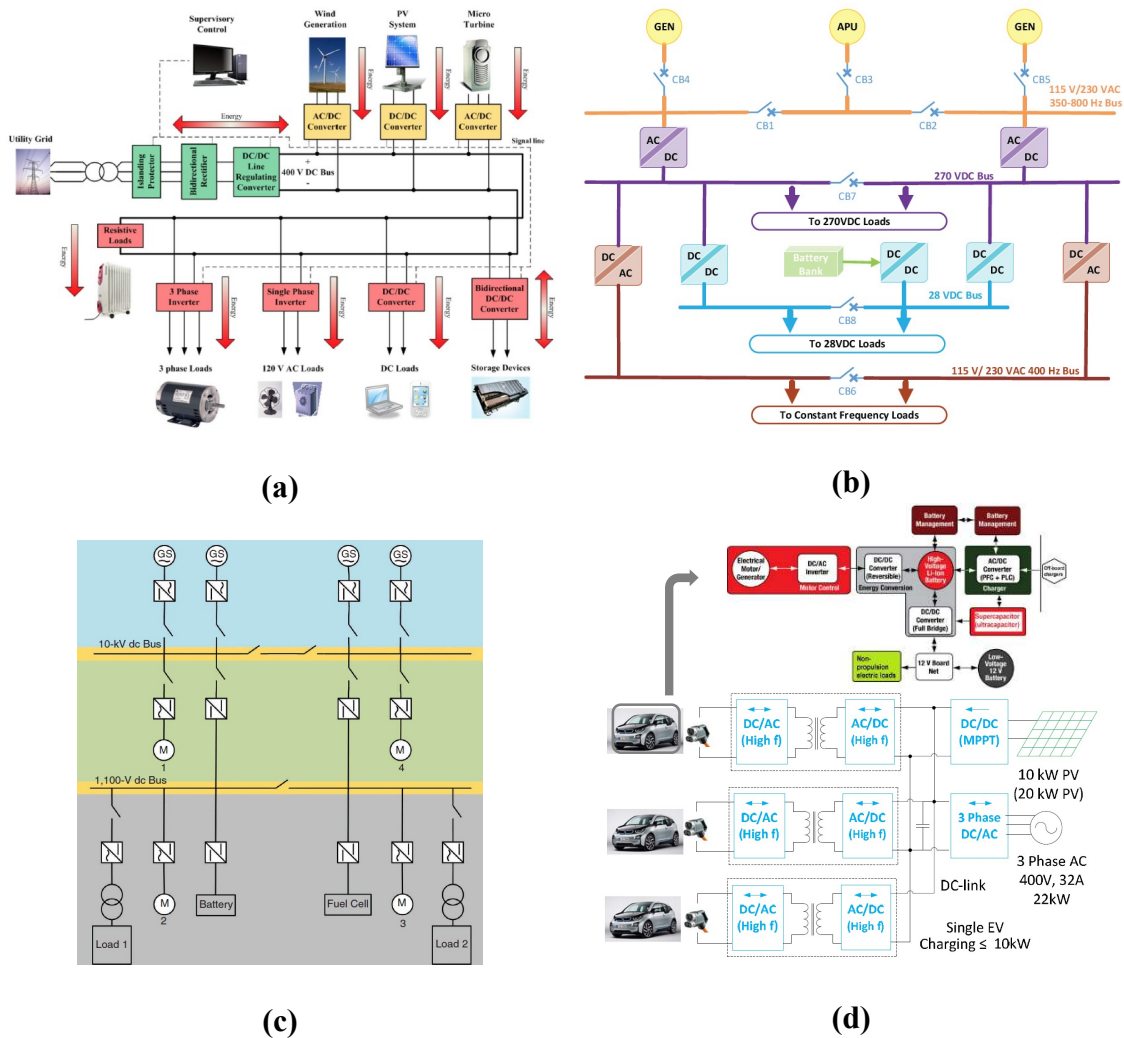 Supervisory
Control
Wind
Generation
PV
System
Micro
Turbine
Energy
Energy
Energy
Energy
AC/DC
Converter
DC/DC
Converter
AC/DC
Converter
Signal line
Utility Grid
Islanding
Protector
Bidirectional
Rectifier
DC/DC
Line
Regulating
Converter
+
400 V DC Bus
-
Resistive
Loads
Energy
3 Phase
Inverter
Energy
Single Phase
Inverter
Energy
DC/DC
Converter
Energy
Bidirectional
DC/DC
Converter
Energy
3 phase Loads
120 V AC Loads
DC Loads
Storage Devices
(a)
GEN
APU
GEN
CB4
CB3
CB5
115 V/230 VAC
350-800 Hz Bus
CB1
CB2
AC
DC
AC
DC
270 VDC Bus
CB7
To 270VDC Loads
DC
AC
DC
DC
Battery
Bank
DC
DC
DC
DC
DC
AC
28 VDC Bus
CB8
To 28VDC Loads
115 V/ 230 VAC 400 Hz Bus
CB6
To Constant Frequency Loads
(b)
GS
GS
GS
GS
10-kV dc Bus
M
1
M
4
1,100-V dc Bus
M
2
Battery
Fuel Cell
M
3
Load 1
Load 2
(c)
Battery
Management
Battery
Management
Electrical
Motor/
Generator
DC/AC
Inverter
Motor Control
DC/DC
Converter
(Reversible)
Energy Conversion
High-
Voltage
Li-Ion
Battery
AC/DC
Converter
(PFC + PLC)
Charger
Off-board
chargers
DC/DC
Converter
(Full Bridge)
Supercapacitor
(ultracapacitor)
Non-
propulsion
electric loads
12 V Board
Net
Low-
Voltage
12 V
Battery
DC/AC
(High f)
AC/DC
(High f)
DC/DC
(MPPT)
10 kW PV
(20 kW PV)
DC/AC
(High f)
AC/DC
(High f)
3 Phase
DC/AC
3 Phase AC
400V, 32A
22kW
DC-link
DC/AC
(High f)
AC/DC
(High f)
Single EV
Charging ≤ 10kW
(d)